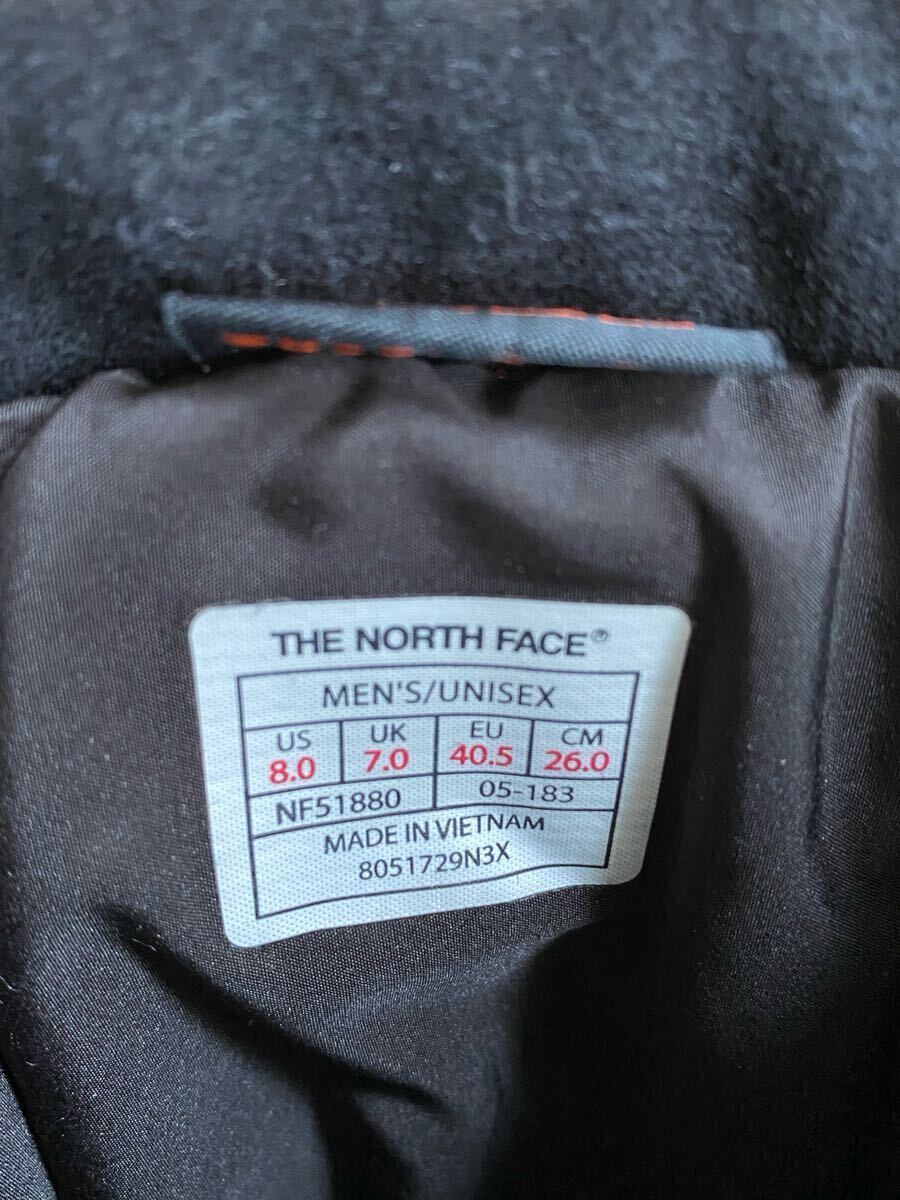 THE NORTH FACE®
MEN'S/UNISEX
US UK EU CM
8.0 7.0 40.5 26.0
NF51880 05-183
MADE IN VIETNAM
8051729N3X